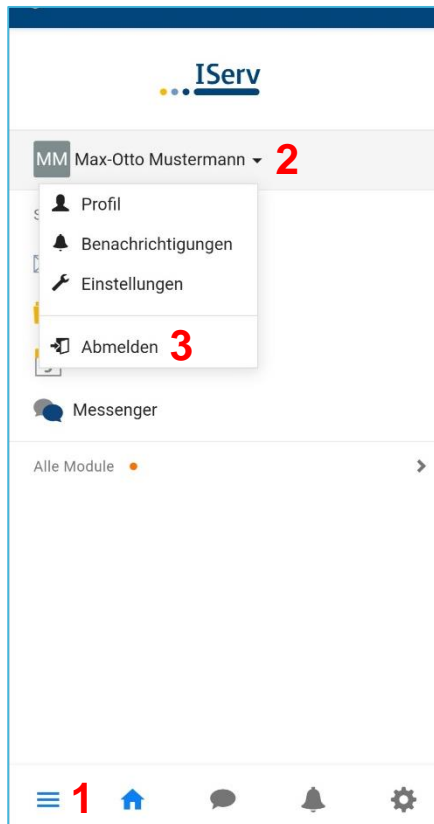 IServ
MM Max-Otto Mustermann 2
Profil
Benachrichtigungen
Einstellungen
Abmelden 3
Messenger
Alle Module
1